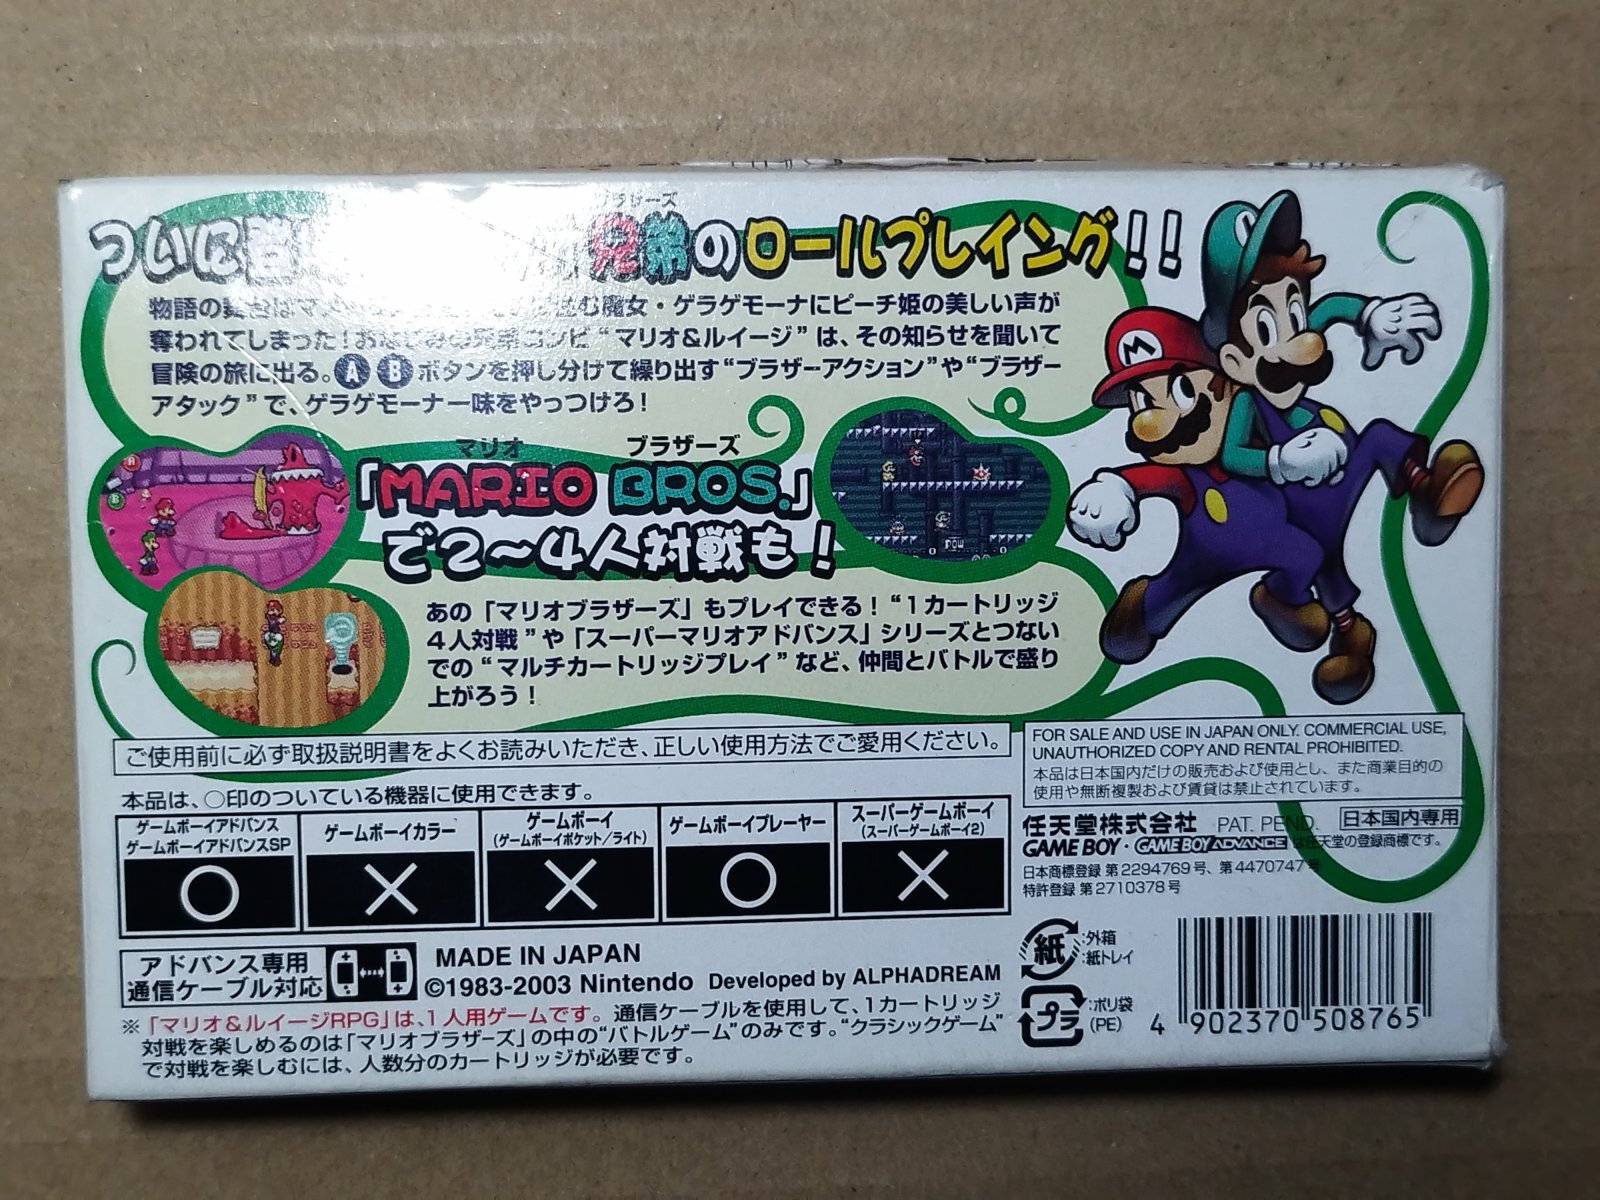 ブラザーズ
ついに 兄弟のロールプレイング!!
物語の舞台はマメ む魔女・ゲラゲモーナにピーチ姫の美しい声が
奪われてしまった!おなじみの兄弟コンビ“マリオ&ルイージ”は、その知らせを聞いて
冒険の旅に出る。A Bボタンを押し分けて繰り出す“ブラザーアクション”や“ブラザー
アタック”で、ゲラゲモーナ一味をやっつけろ!
マリオ ブラザーズ
「MARIO BROS.」
で2〜4人対戦も!
A
B
POW
あの「マリオブラザーズ」もプレイできる!“1カートリッジ
4人対戦”や「スーパーマリオアドバンス」シリーズとつない
での“マルチカートリッジプレイ”など、仲間とバトルで盛り
上がろう!
ご使用前に必ず取扱説明書をよくお読みいただき、正しい使用方法でご愛用ください。
本品は、○印のついている機器に使用できます。
ゲームボーイアドバンス
ゲームボーイアドバンスSP
○
ゲームボーイカラー
×
ゲームボーイ
(ゲームボーイポケット/ライト)
×
ゲームボーイプレーヤー
○
スーパーゲームボーイ
(スーパーゲームボーイ2)
×
アドバンス専用
通信ケーブル対応
MADE IN JAPAN
©1983-2003 Nintendo Developed by ALPHADREAM
※「マリオ&ルイージRPG」は、1人用ゲームです。通信ケーブルを使用して、1カートリッジ
対戦を楽しめるのは「マリオブラザーズ」の中の“バトルゲーム”のみです。“クラシックゲーム”
で対戦を楽しむには、人数分のカートリッジが必要です。
FOR SALE AND USE IN JAPAN ONLY. COMMERCIAL USE,
UNAUTHORIZED COPY AND RENTAL PROHIBITED.
本品は日本国内だけの販売および使用とし、また商業目的の
使用や無断複製および賃貸は禁止されています。
任天堂株式会社 PAT. PEND. 日本国内専用
GAME BOY・GAME BOY ADVANCE は任天堂の登録商標です。
日本商標登録 第2294769号、第4470747号
特許登録 第2710378号
紙 :外箱
:紙トレイ
プラ :ポリ袋
(PE)
4 902370 508765